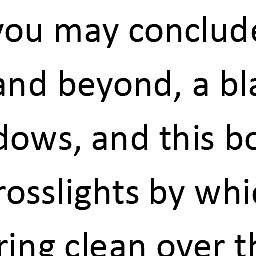 you may conclude
and beyond, a bla
dows, and this bo
rosslights by whic
ring clean over th